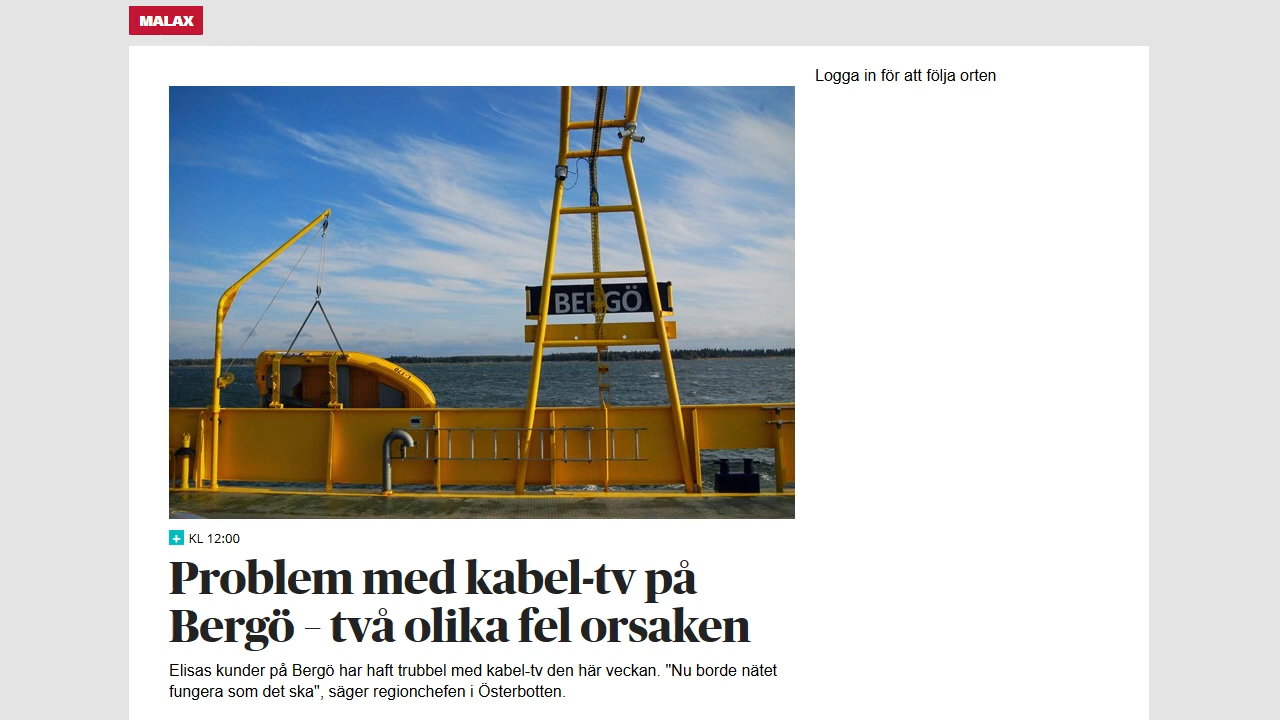 MALAX
Logga in för att följa orten
BERGÖ
KL 12:00
Problem med kabel-tv på
Bergö – två olika fel orsaken
Elisas kunder på Bergö har haft trubbel med kabel-tv den här veckan. "Nu borde nätet
fungera som det ska", säger regionchefen i Österbotten.